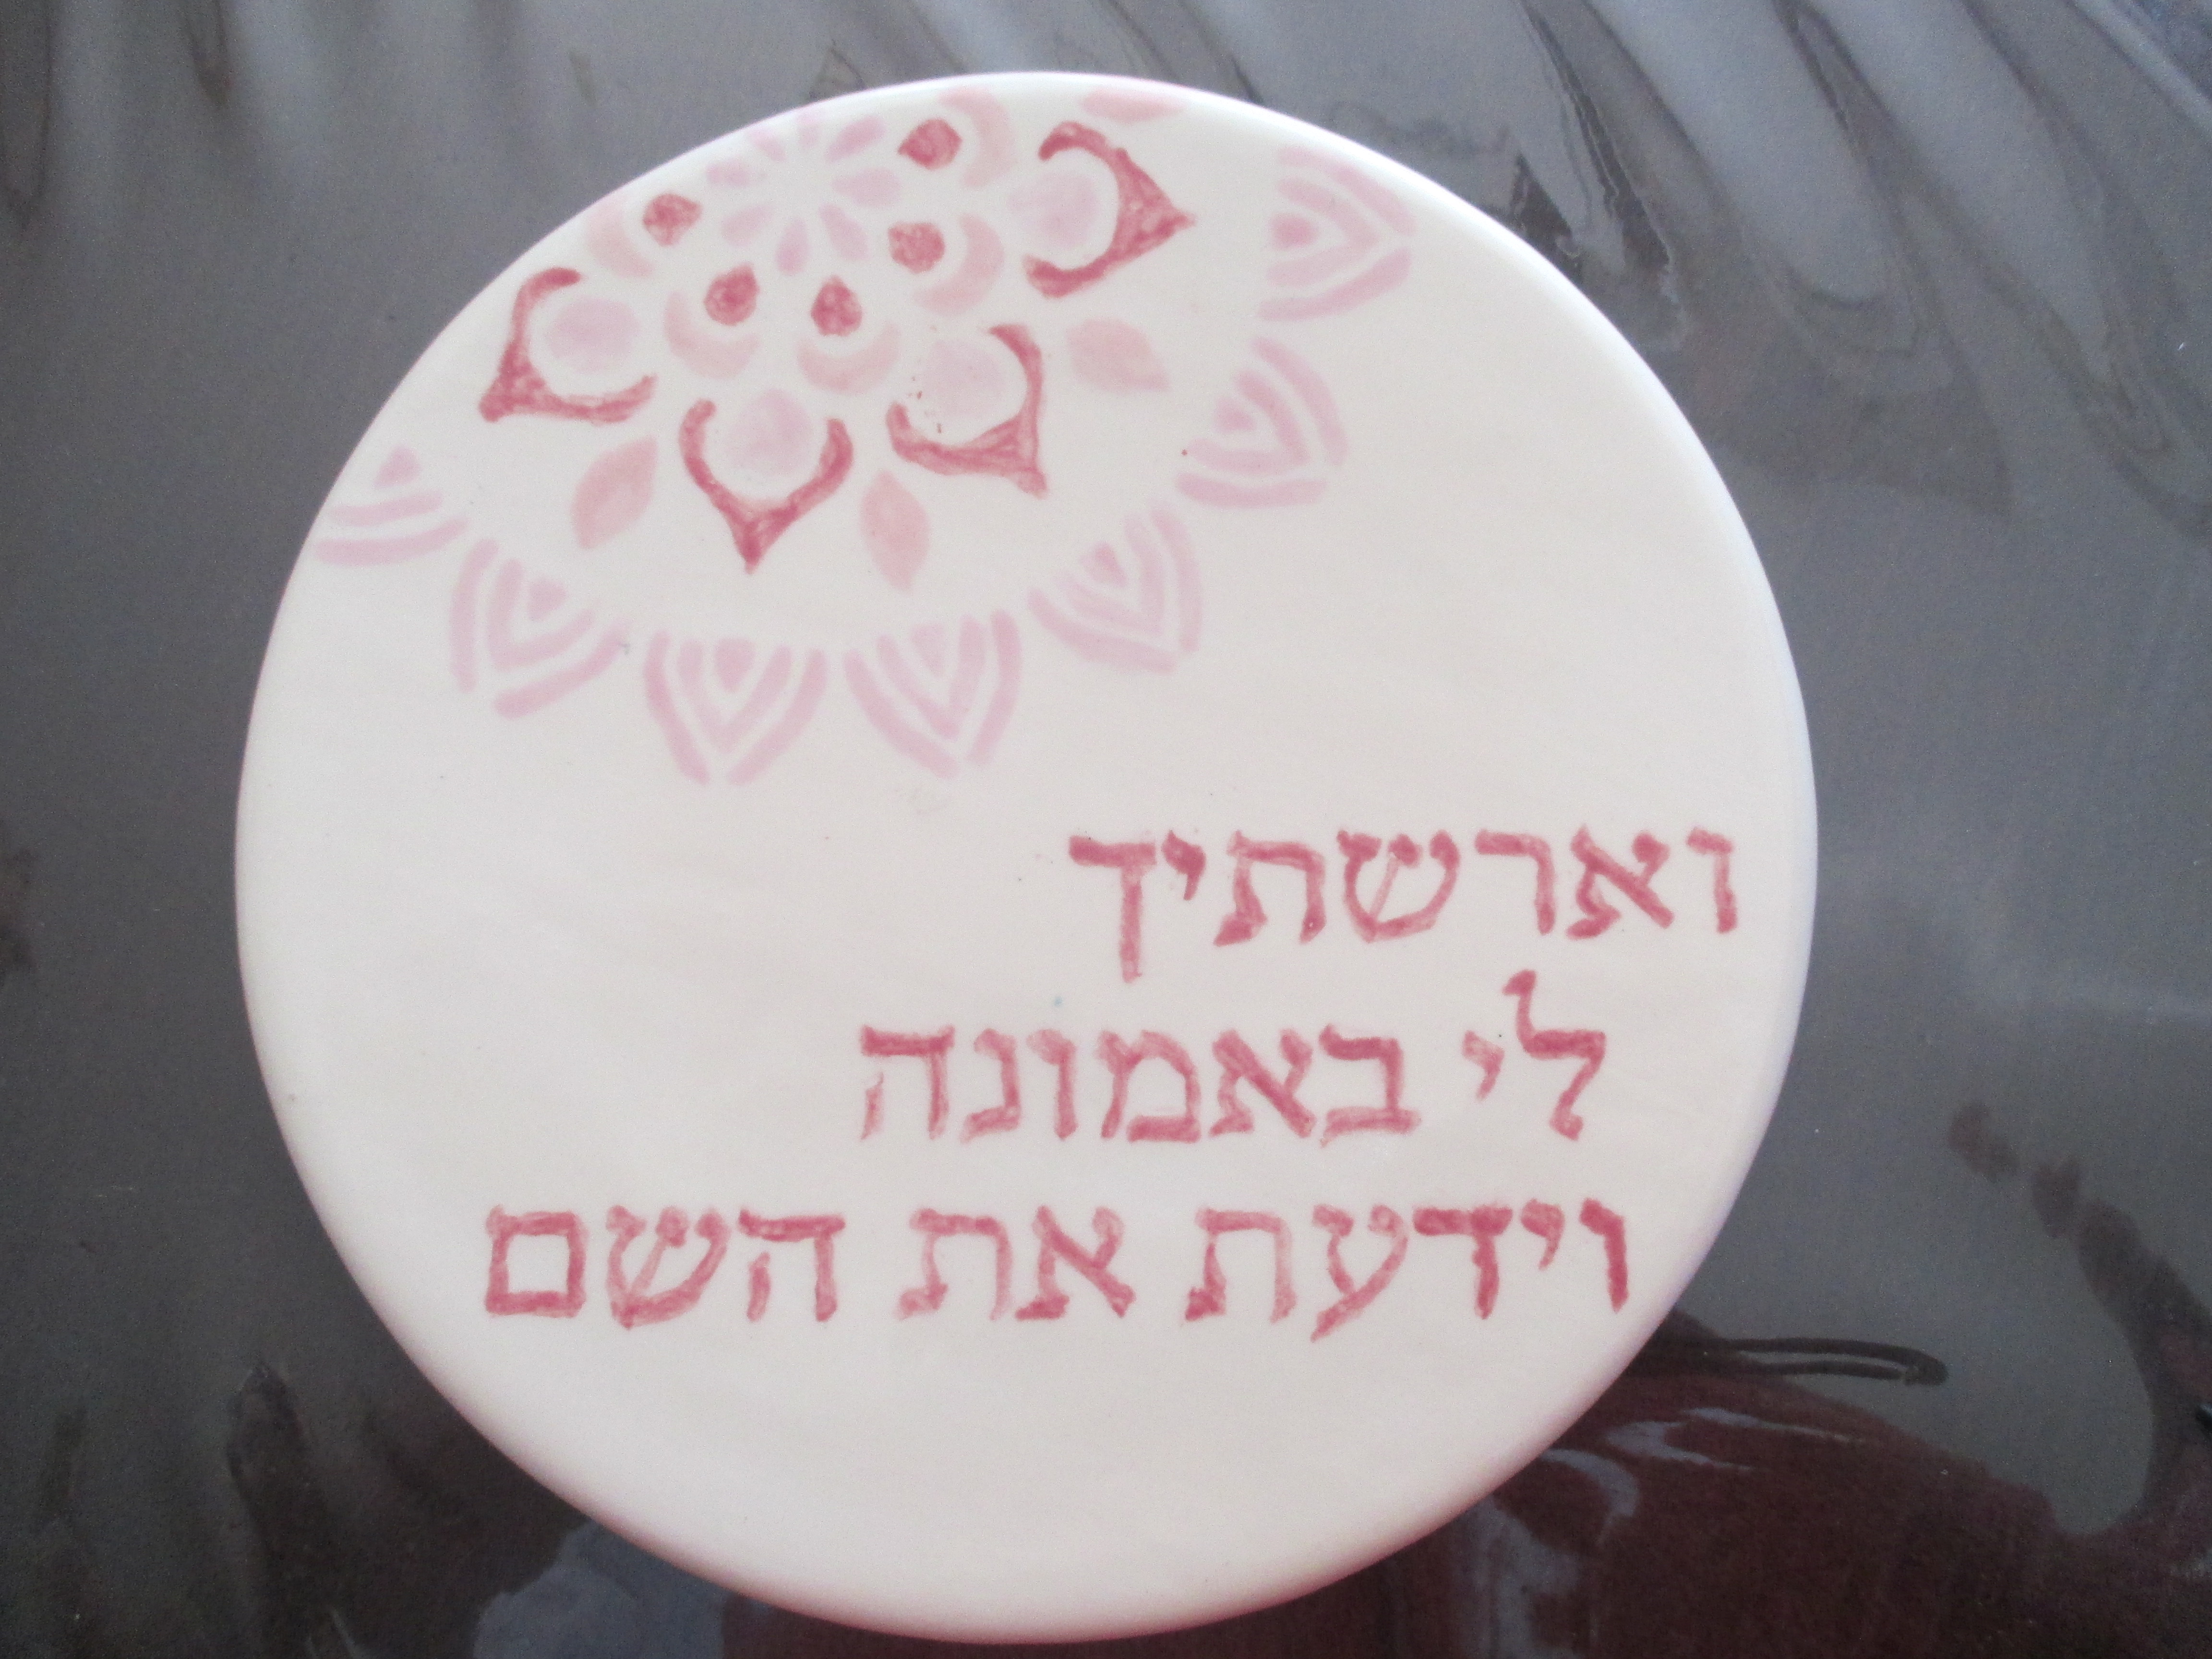 וארשתיך
לי באמונה
וידעת את השם